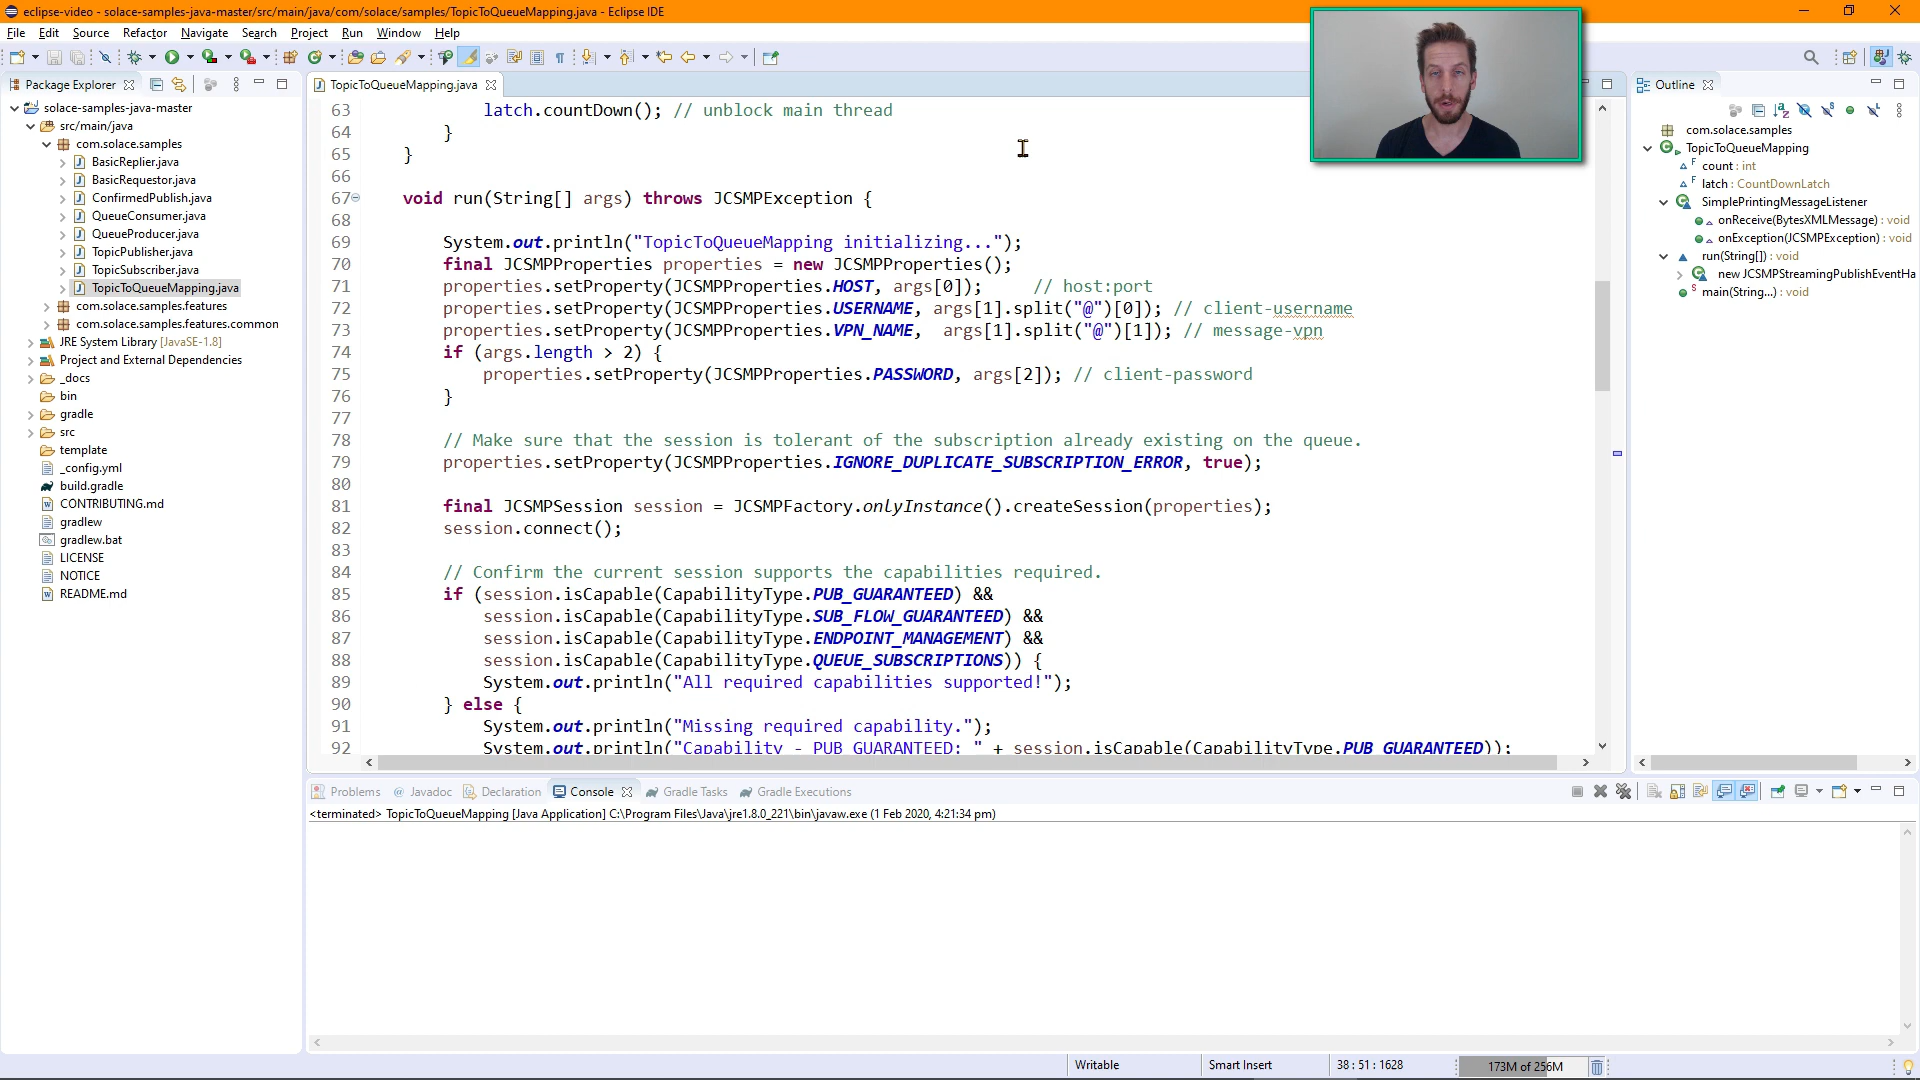 eclipse-video - solace-samples-java-master/src/main/java/com/solace/samples/TopicToQueueMapping.java - Eclipse IDE
File Edit Source Refactor Navigate Search Project Run Window Help
Package Explorer
solace-samples-java-master
src/main/java
com.solace.samples
BasicReplier.java
BasicRequestor.java
ConfirmedPublish.java
QueueConsumer.java
QueueProducer.java
TopicPublisher.java
TopicSubscriber.java
TopicToQueueMapping.java
com.solace.samples.features
com.solace.samples.features.common
JRE System Library [JavaSE-1.8]
Project and External Dependencies
_docs
bin
gradle
src
template
_config.yml
build.gradle
CONTRIBUTING.md
gradlew
gradlew.bat
LICENSE
NOTICE
README.md
TopicToQueueMapping.java
63 latch.countDown(); // unblock main thread
64 }
65 }
66
67 void run(String[] args) throws JCSMPException {
68
69 System.out.println("TopicToQueueMapping initializing...");
70 final JCSMPProperties properties = new JCSMPProperties();
71 properties.setProperty(JCSMPProperties.HOST, args[0]); // host:port
72 properties.setProperty(JCSMPProperties.USERNAME, args[1].split("@")[0]); // client-username
73 properties.setProperty(JCSMPProperties.VPN_NAME, args[1].split("@")[1]); // message-vpn
74 if (args.length > 2) {
75 properties.setProperty(JCSMPProperties.PASSWORD, args[2]); // client-password
76 }
77
78 // Make sure that the session is tolerant of the subscription already existing on the queue.
79 properties.setProperty(JCSMPProperties.IGNORE_DUPLICATE_SUBSCRIPTION_ERROR, true);
80
81 final JCSMPSession session = JCSMPFactory.onlyInstance().createSession(properties);
82 session.connect();
83
84 // Confirm the current session supports the capabilities required.
85 if (session.isCapable(CapabilityType.PUB_GUARANTEED) &&
86 session.isCapable(CapabilityType.SUB_FLOW_GUARANTEED) &&
87 session.isCapable(CapabilityType.ENDPOINT_MANAGEMENT) &&
88 session.isCapable(CapabilityType.QUEUE_SUBSCRIPTIONS)) {
89 System.out.println("All required capabilities supported!");
90 } else {
91 System.out.println("Missing required capability.");
92 System.out.println("Capability - PUB_GUARANTEED: " + session.isCapable(CapabilityType.PUB_GUARANTEED));
Outline
com.solace.samples
TopicToQueueMapping
count : int
latch : CountDownLatch
SimplePrintingMessageListener
onReceive(BytesXMLMessage) : void
onException(JCSMPException) : void
run(String[]) : void
new JCSMPStreamingPublishEventHa
main(String...) : void
Problems Javadoc Declaration Console Gradle Tasks Gradle Executions
<terminated> TopicToQueueMapping [Java Application] C:\Program Files\Java\jre1.8.0_221\bin\javaw.exe (1 Feb 2020, 4:21:34 pm)
Writable Smart Insert 38 : 51 : 1628 173M of 256M